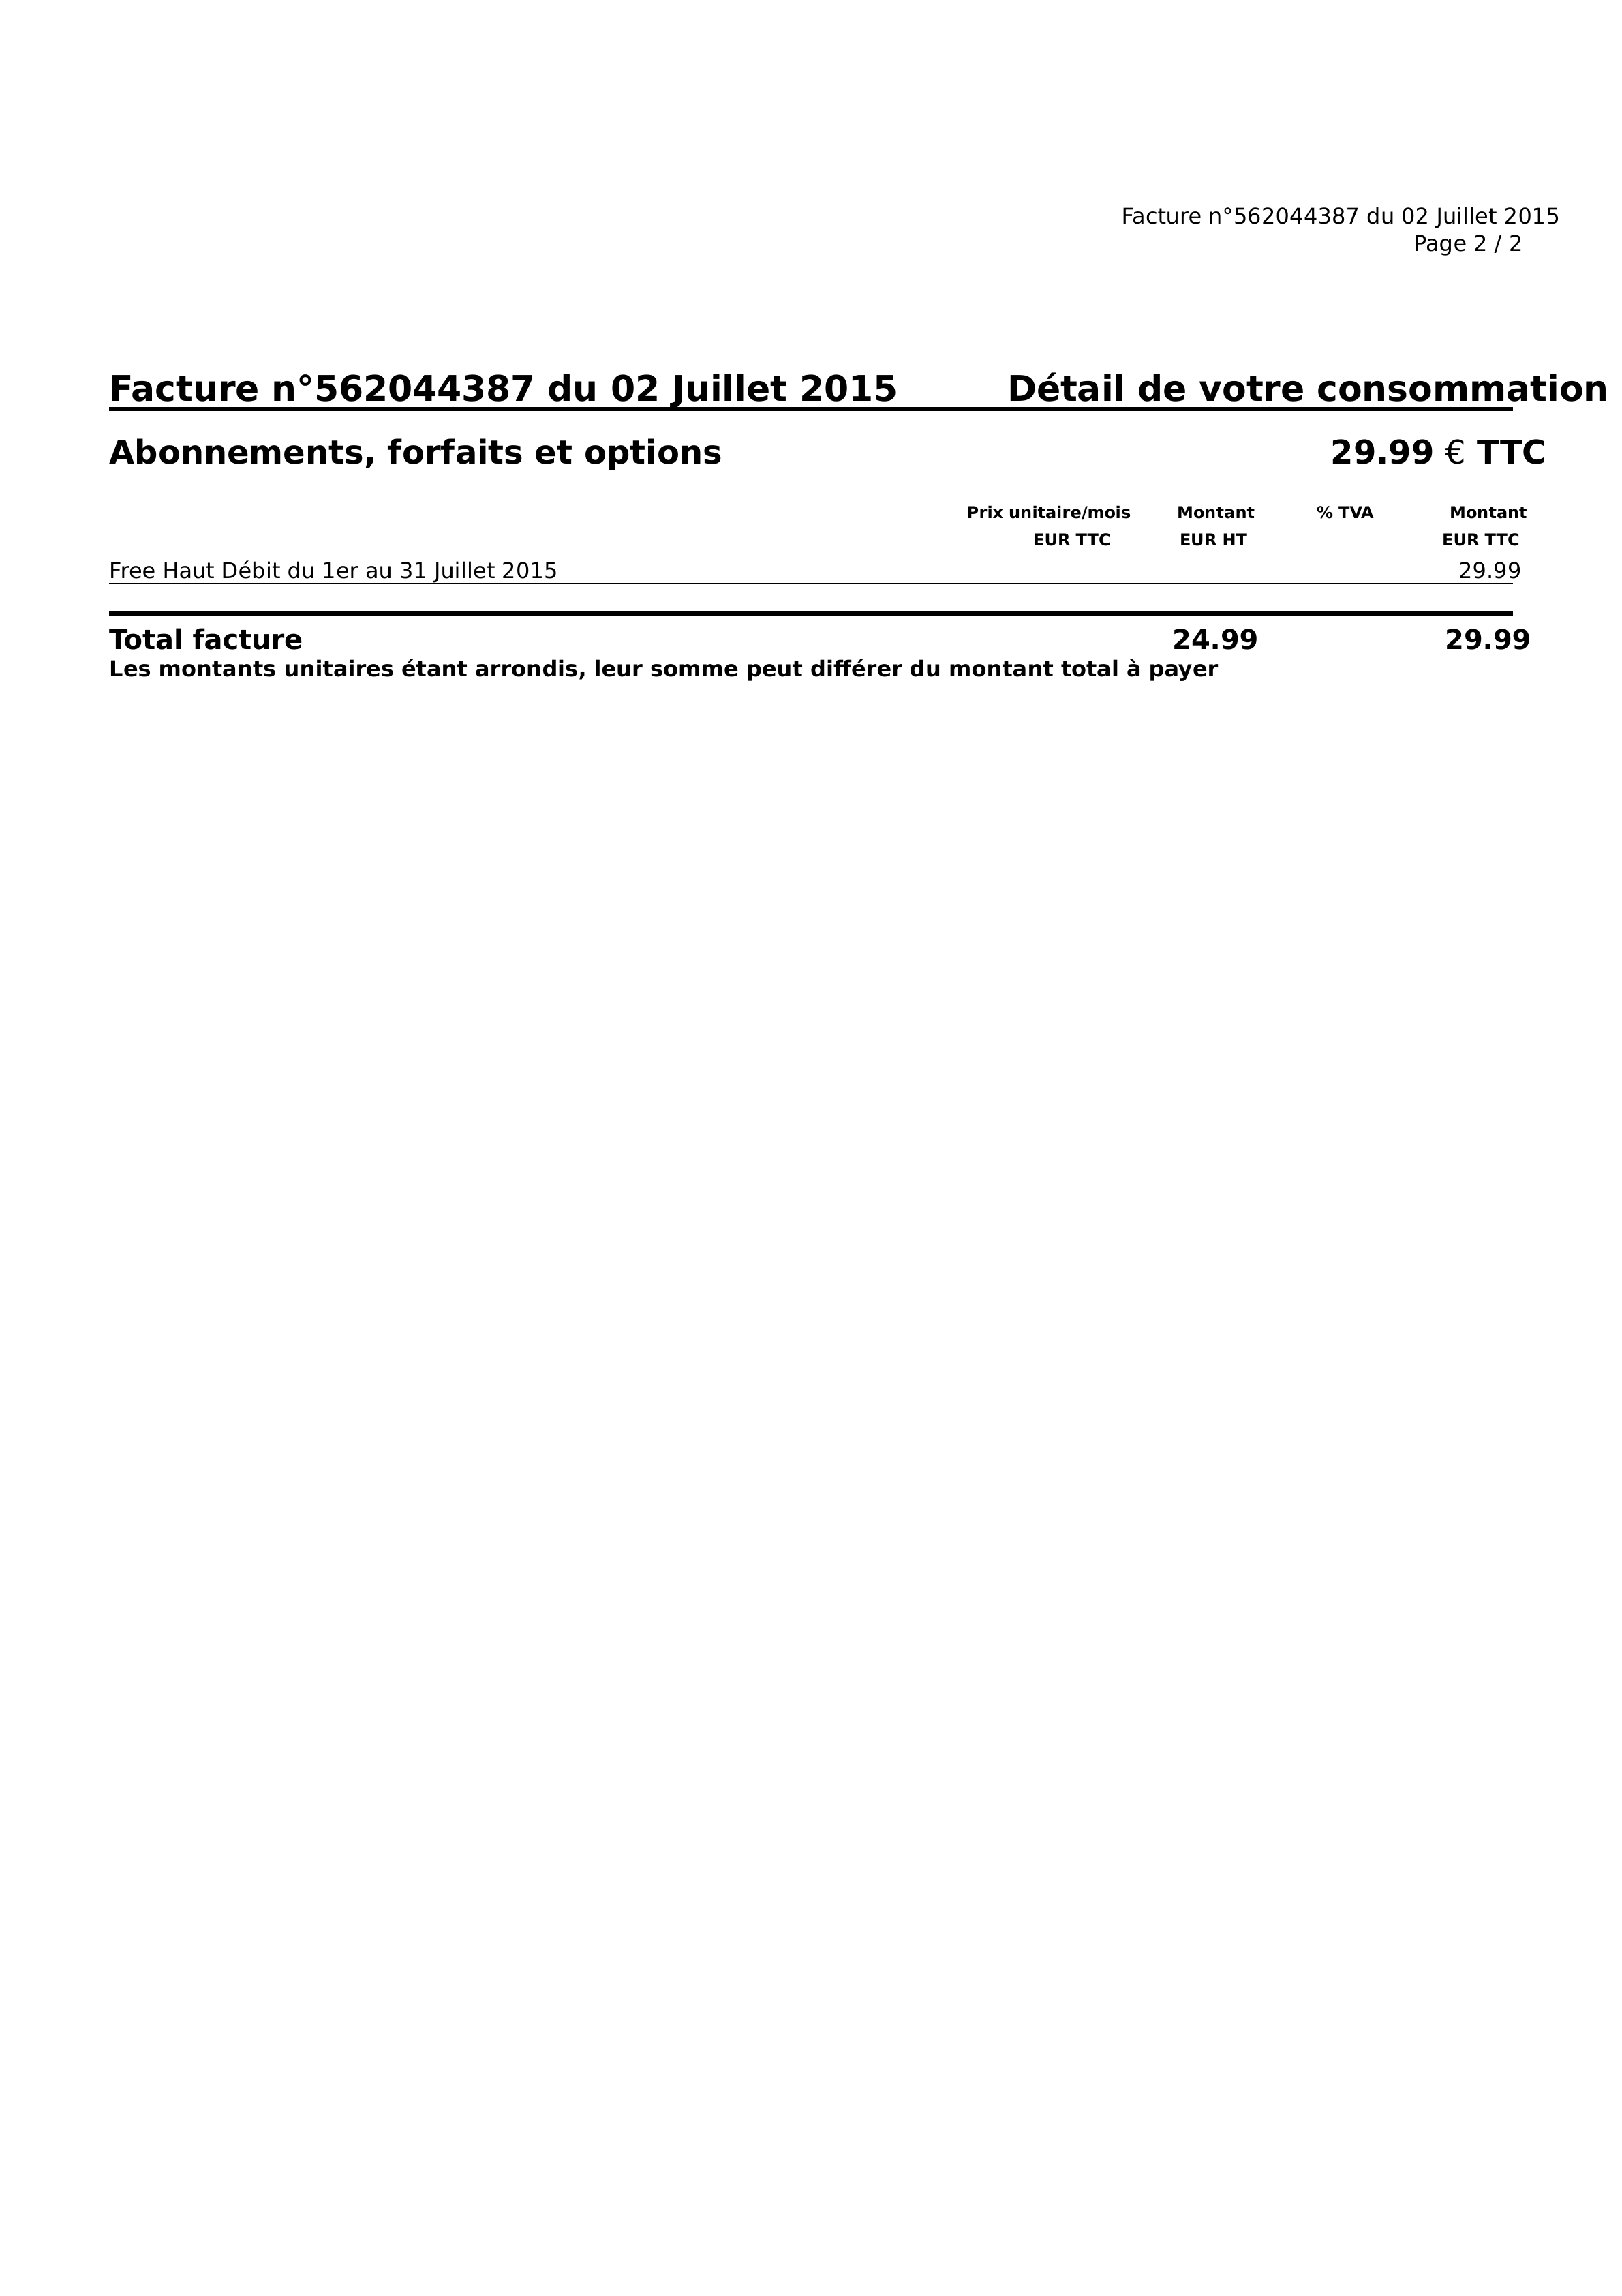 Facture n°562044387 du 02 Juillet 2015
Page 2 / 2
Facture n°562044387 du 02 Juillet 2015 Détail de votre consommation
Abonnements, forfaits et options 29.99 € TTC
Prix unitaire/mois Montant % TVA Montant
EUR TTC EUR HT EUR TTC
Free Haut Débit du 1er au 31 Juillet 2015 29.99
Total facture 24.99 29.99
Les montants unitaires étant arrondis, leur somme peut différer du montant total à payer